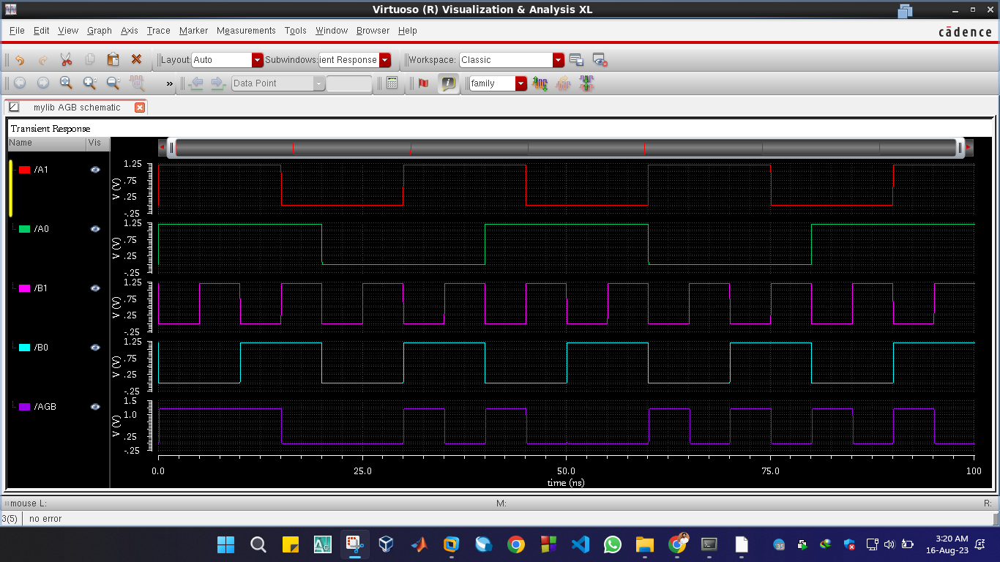 Virtuoso (R) Visualization & Analysis XL
File Edit View Graph Axis Trace Marker Measurements Tools Window Browser Help
cādence
Layout: Auto Subwindows: ient Response Workspace: Classic
» Data Point family
mylib AGB schematic
Transient Response
Name Vis
/A1
V (V)
1.25
.75
.25
-.25
/A0
V (V)
1.25
.75
.25
-.25
/B1
V (V)
1.25
.75
.25
-.25
/B0
V (V)
1.25
.75
.25
-.25
/AGB
V (V)
1.5
1.0
.25
-.25
0.0 25.0 50.0 75.0 100
time (ns)
mouse L: M: R:
3(5) no error
3:20 AM
16-Aug-23